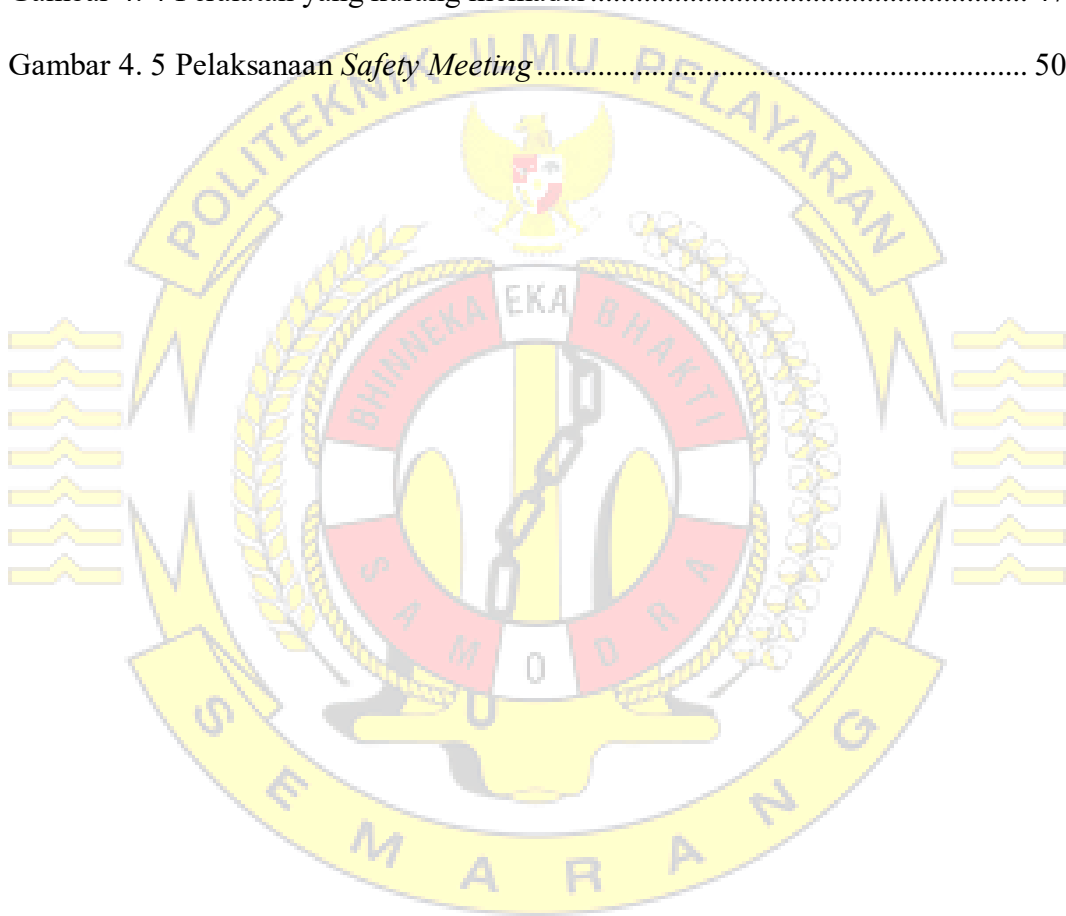 Gambar 4. 5 Pelaksanaan Safety Meeting ........................................................................ 50
POLITEKNIK ILMU PELAYARAN
BHINNEKA EKA BHAKTI
SAMODRA
SEMARANG